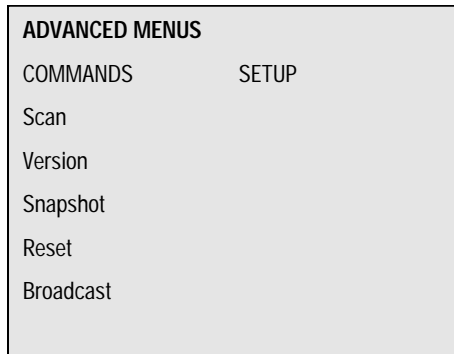 ADVANCED MENUS
COMMANDS SETUP
Scan
Version
Snapshot
Reset
Broadcast